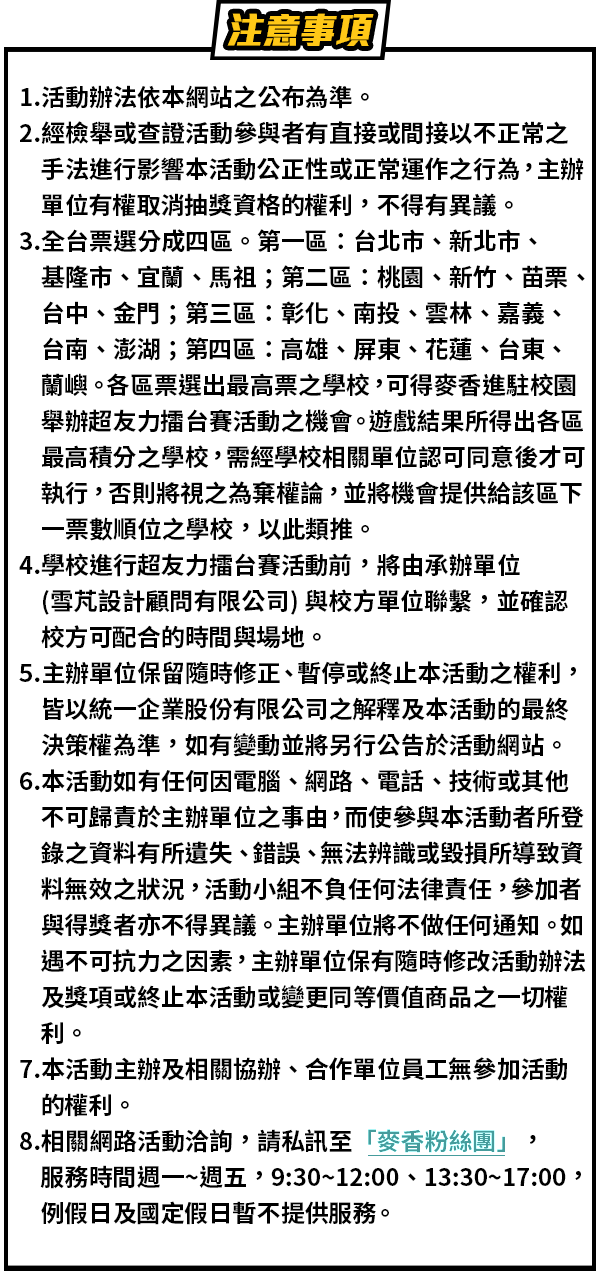 注意事項
1.活動辦法依本網站之公布為準。
2.經檢舉或查證活動參與者有直接或間接以不正常之
手法進行影響本活動公正性或正常運作之行為，主辦
單位有權取消抽獎資格的權利，不得有異議。
3.全台票選分成四區。第一區：台北市、新北市、
基隆市、宜蘭、馬祖；第二區：桃園、新竹、苗栗、
台中、金門；第三區：彰化、南投、雲林、嘉義、
台南、澎湖；第四區：高雄、屏東、花蓮、台東、
蘭嶼。各區票選出最高票之學校，可得麥香進駐校園
舉辦超友力擂台賽活動之機會。遊戲結果所得出各區
最高積分之學校，需經學校相關單位認可同意後才可
執行，否則將視之為棄權論，並將機會提供給該區下
一票數順位之學校，以此類推。
4.學校進行超友力擂台賽活動前，將由承辦單位
(雪芃設計顧問有限公司) 與校方單位聯繫，並確認
校方可配合的時間與場地。
5.主辦單位保留隨時修正、暫停或終止本活動之權利，
皆以統一企業股份有限公司之解釋及本活動的最終
決策權為準，如有變動並將另行公告於活動網站。
6.本活動如有任何因電腦、網路、電話、技術或其他
不可歸責於主辦單位之事由，而使參與本活動者所登
錄之資料有所遺失、錯誤、無法辨識或毀損所導致資
料無效之狀況，活動小組不負任何法律責任，參加者
與得獎者亦不得異議。主辦單位將不做任何通知。如
遇不可抗力之因素，主辦單位保有隨時修改活動辦法
及獎項或終止本活動或變更同等價值商品之一切權
利。
7.本活動主辦及相關協辦、合作單位員工無參加活動
的權利。
8.相關網路活動洽詢，請私訊至「麥香粉絲團」，
服務時間週一~週五，9:30~12:00、13:30~17:00，
例假日及國定假日暫不提供服務。